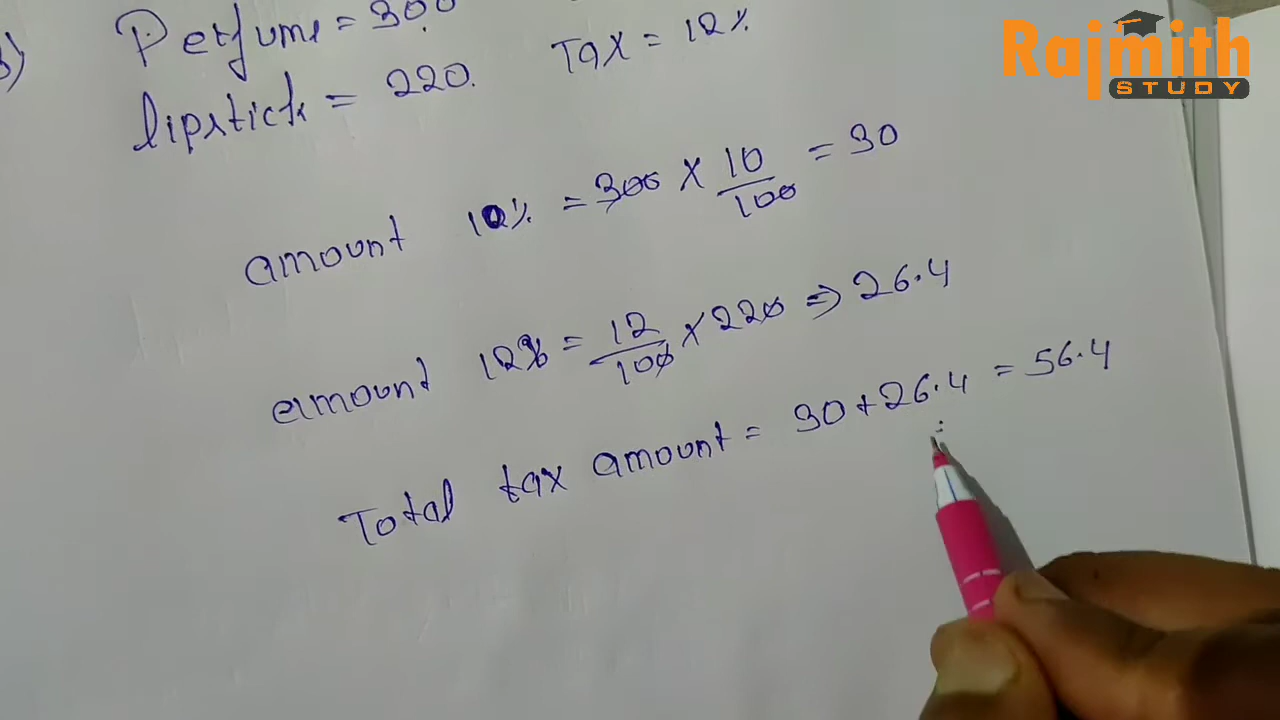 Perfume = 300
Tax = 12%
lipstick = 220.
amount 10% = 300 × 10/100 = 30
amount 12% = 12/100 × 220 ⇒ 26.4
Total tax amount = 30 + 26.4 = 56.4
Rajmith
STUDY